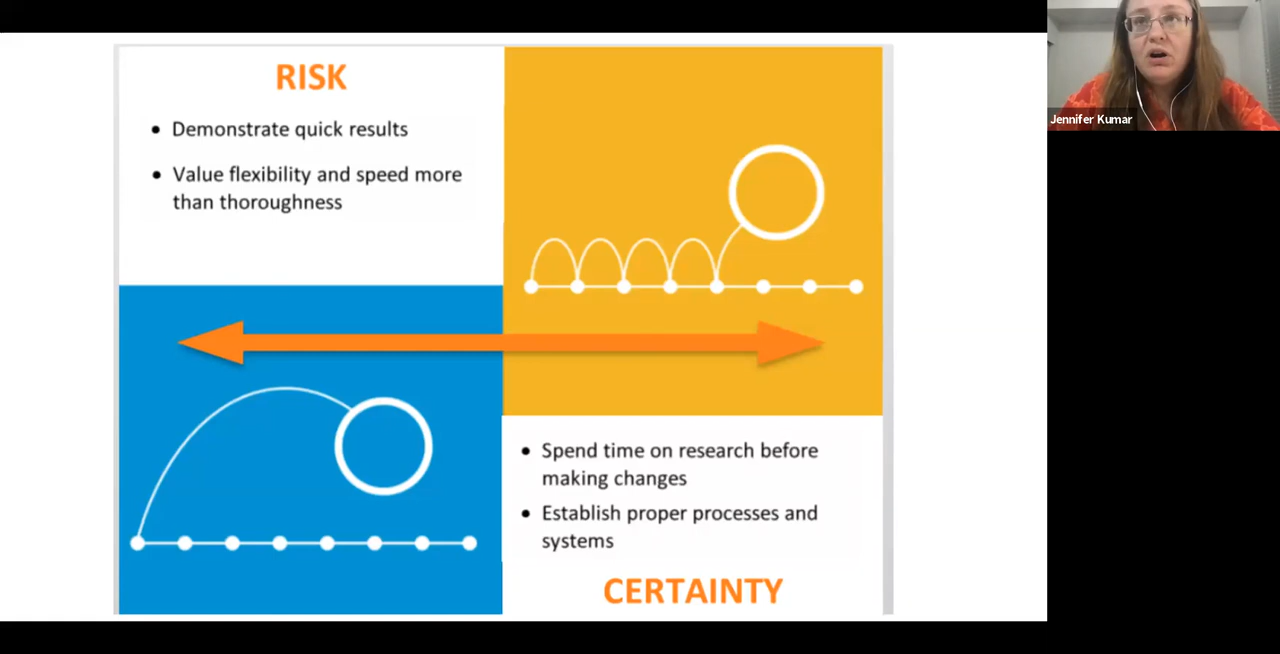 RISK
• Demonstrate quick results
• Value flexibility and speed more
than thoroughness
• Spend time on research before
making changes
• Establish proper processes and
systems
CERTAINTY
Jennifer Kumar